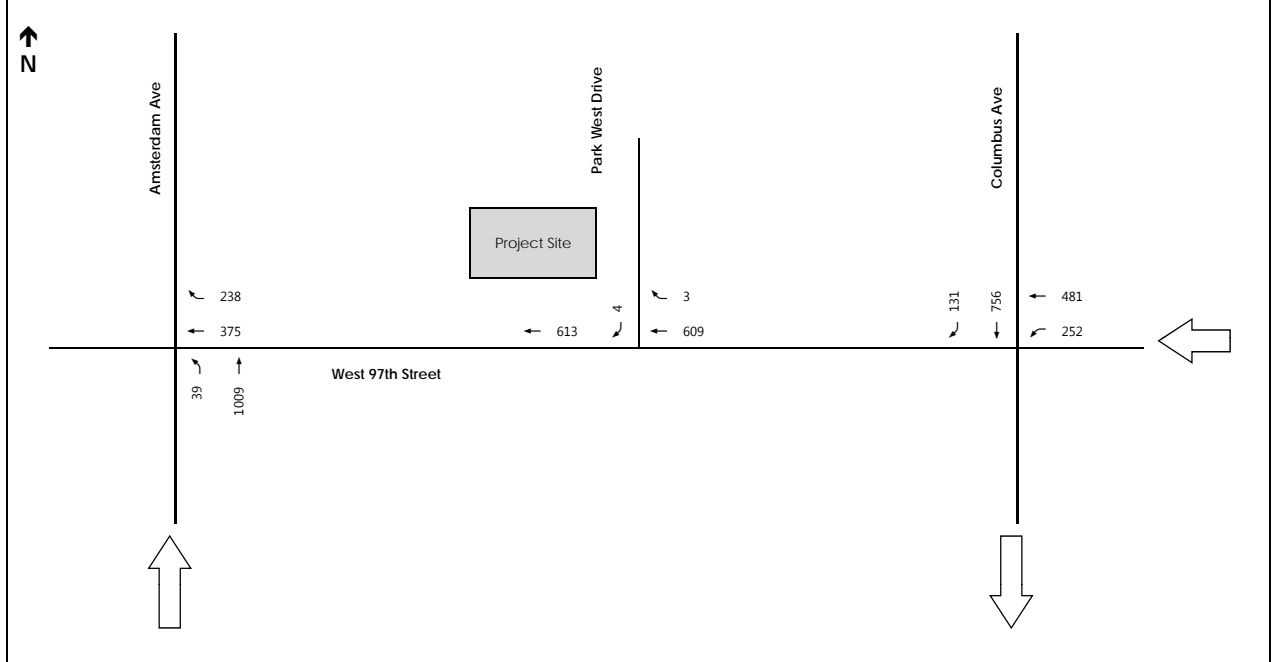 N
Amsterdam Ave
Park West Drive
Columbus Ave
Project Site
238
375
613
4
3
609
131
756
481
252
39
1009
West 97th Street